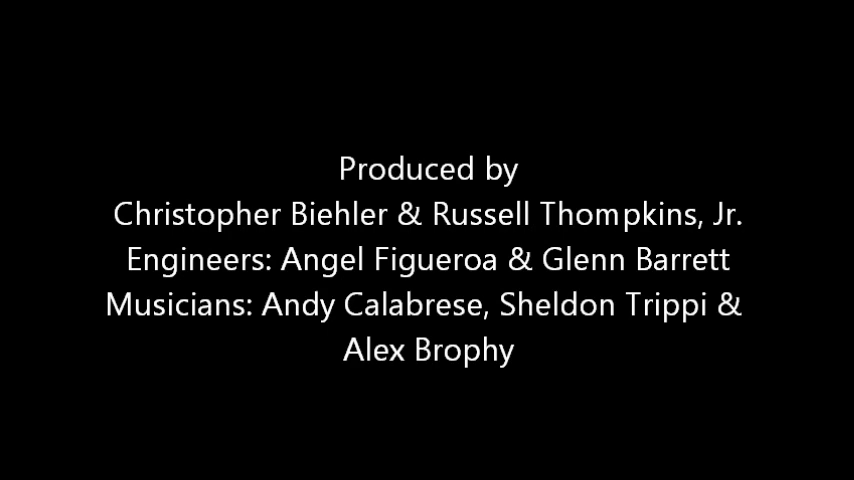 Produced by
Christopher Biehler & Russell Thompkins, Jr.
Engineers: Angel Figueroa & Glenn Barrett
Musicians: Andy Calabrese, Sheldon Trippi &
Alex Brophy